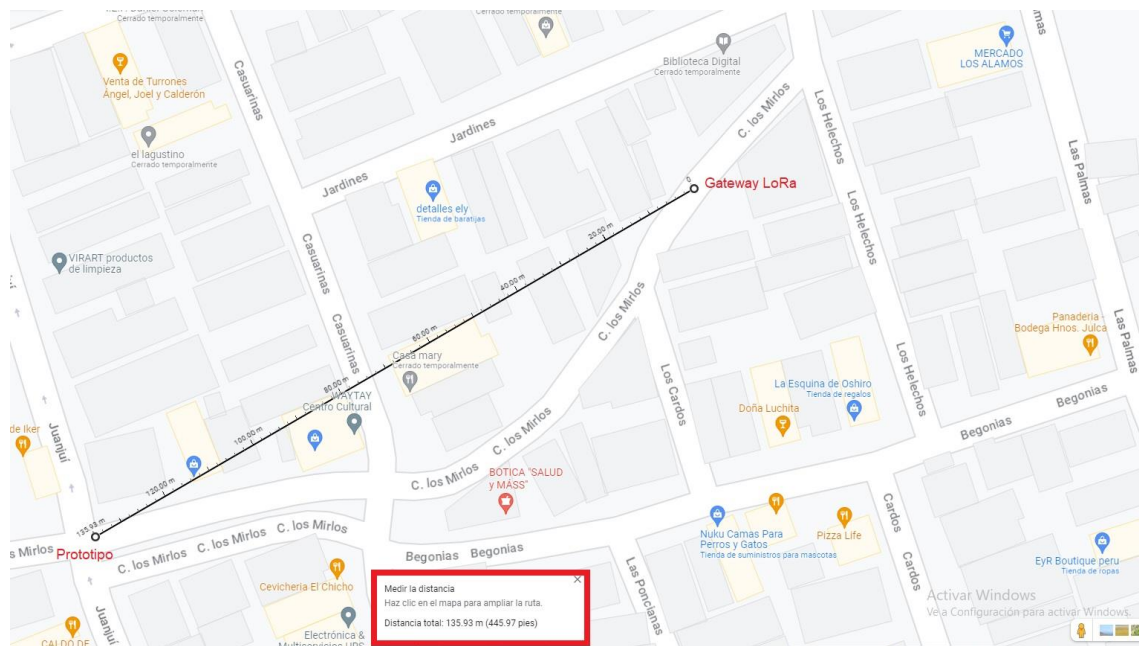 Cerrado temporalmente
Cerrado temporalmente
Venta de Turrones
Ángel, Joel y Calderón
Casuarinas
Biblioteca Digital
Cerrado temporalmente
MERCADO
LOS ALAMOS
el lagustino
Cerrado temporalmente
Jardines
C. los Mirlos
Los Helechos
Las Palmas
Jardines
detalles ely
Tienda de baratijas
0
Gateway LoRa
20.00 m
VIRART productos
de limpieza
Casuarinas
40.00 m
C. los Mirlos
Los Helechos
60.00 m
Casa mary
Cerrado temporalmente
Casuarinas
80.00 m
WAYTAY
Centro Cultural
Panaderia -
Bodega Hnos. Julca
Las Palmas
Los Helechos
Los Cardos
La Esquina de Oshiro
Tienda de regalos
Doña Luchita
Begonias
Begonias
de Iker
Juanjuí
100.00 m
C. los Mirlos
120.00 m
C. los Mirlos
BOTICA "SALUD
y MÁSS"
135.93 m
Prototipo
s Mirlos
C. los Mirlos
C. los Mirlos
C. los Mirlos
Begonias
Begonias
Nuku Camas Para
Perros y Gatos
Tienda de suministros para mascotas
Pizza Life
Cardos
Cardos
EyR Boutique peru
Tienda de ropas
Las Poncianas
Cevicheria El Chicho
Juanjuí
Medir la distancia
Haz clic en el mapa para ampliar la ruta.
Distancia total: 135.93 m (445.97 pies)
Electrónica &
CALDO DE
Activar Windows
Ve a Configuración para activar Windows.